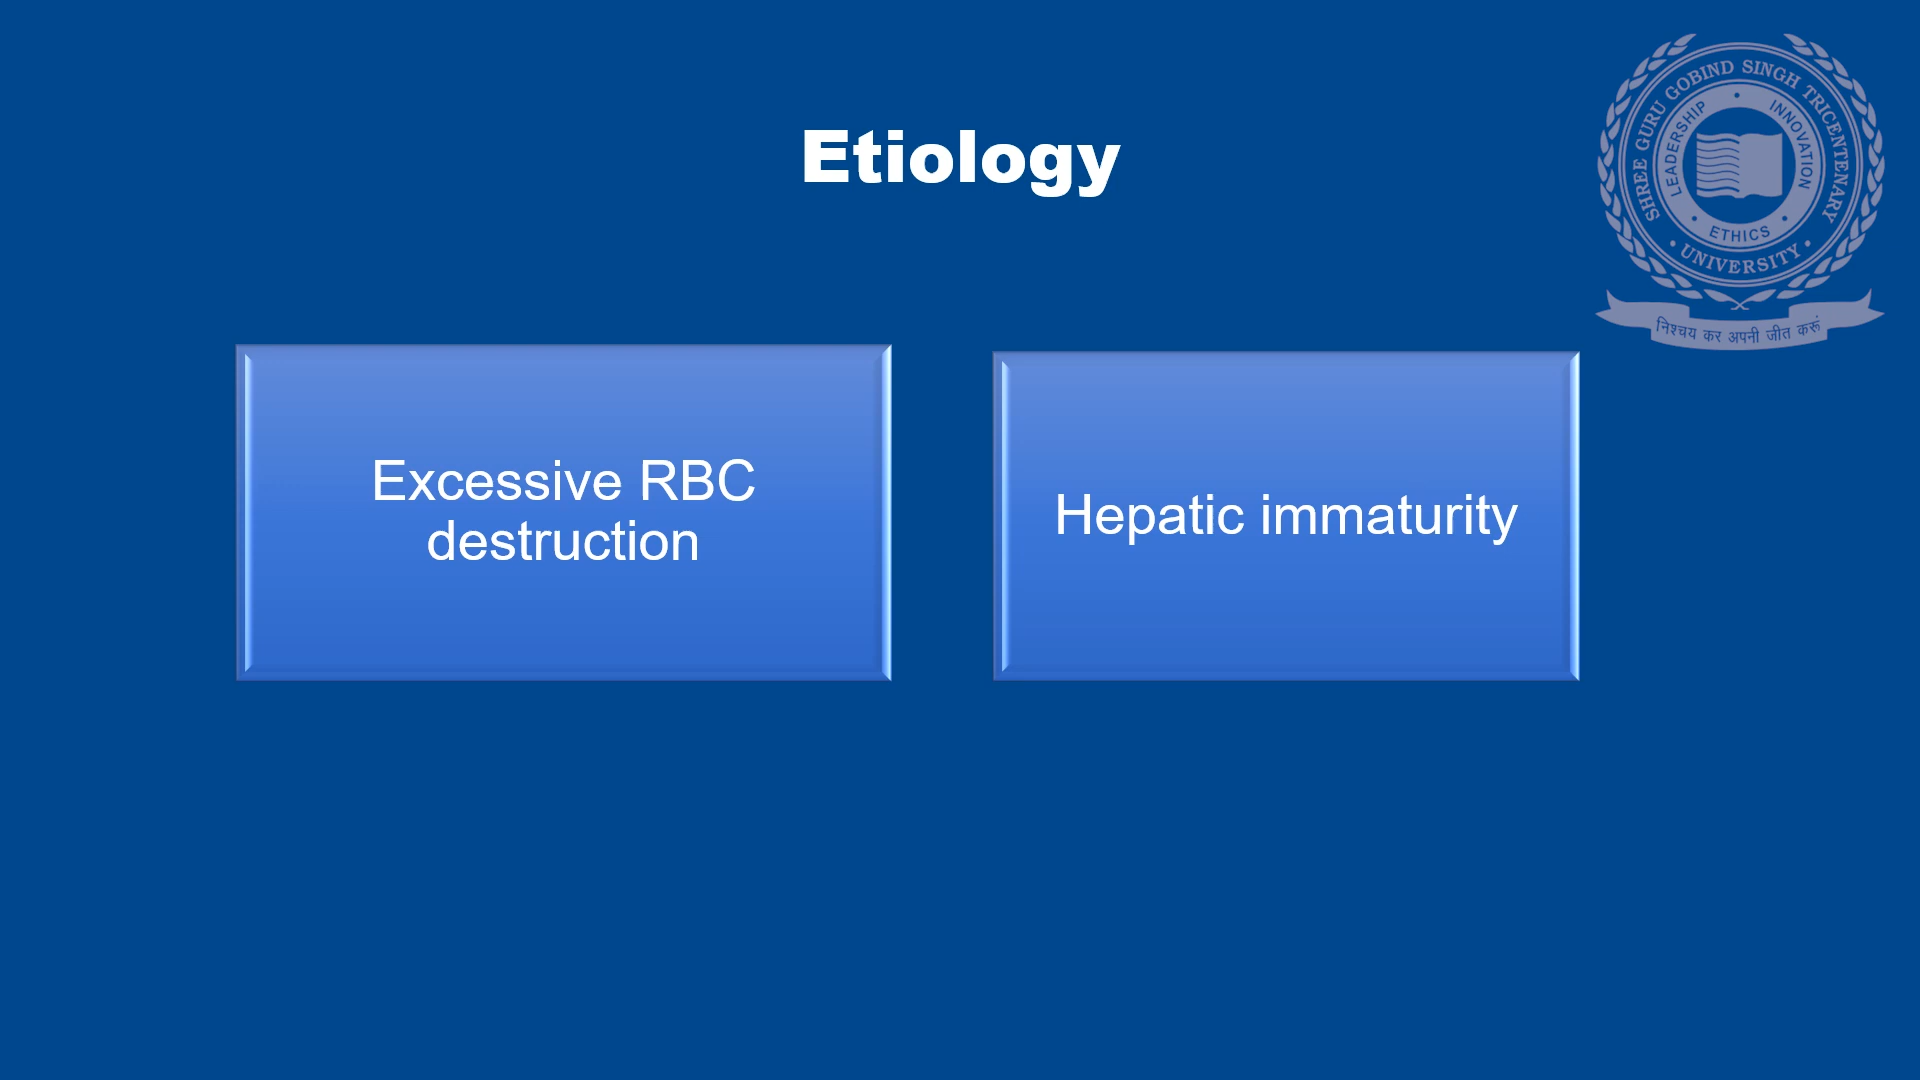 Etiology
SHREE GURU GOBIND SINGH TRICENTENARY
UNIVERSITY
LEADERSHIP
INNOVATION
ETHICS
निश्चय कर अपनी जीत करूं
Excessive RBC
destruction
Hepatic immaturity